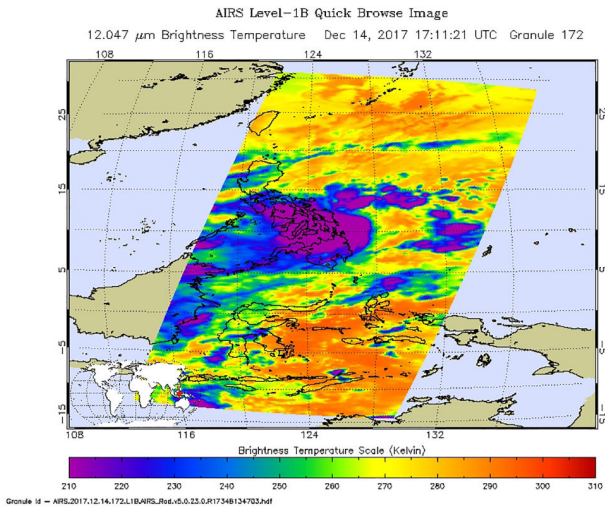 AIRS Level-1B Quick Browse Image
12.047 μm Brightness Temperature Dec 14, 2017 17:11:21 UTC Granule 172
108 116 124 132
25 25
15 15
5 5
-5 -5
-15 -15
108 116 124 132
Brightness Temperature Scale (Kelvin)
210 220 230 240 250 260 270 280 290 300 310
Granule Id — AIRS.2017.12.14.172.L1B.AIRS_Rad.v5.0.23.0.R17348134703.hdf